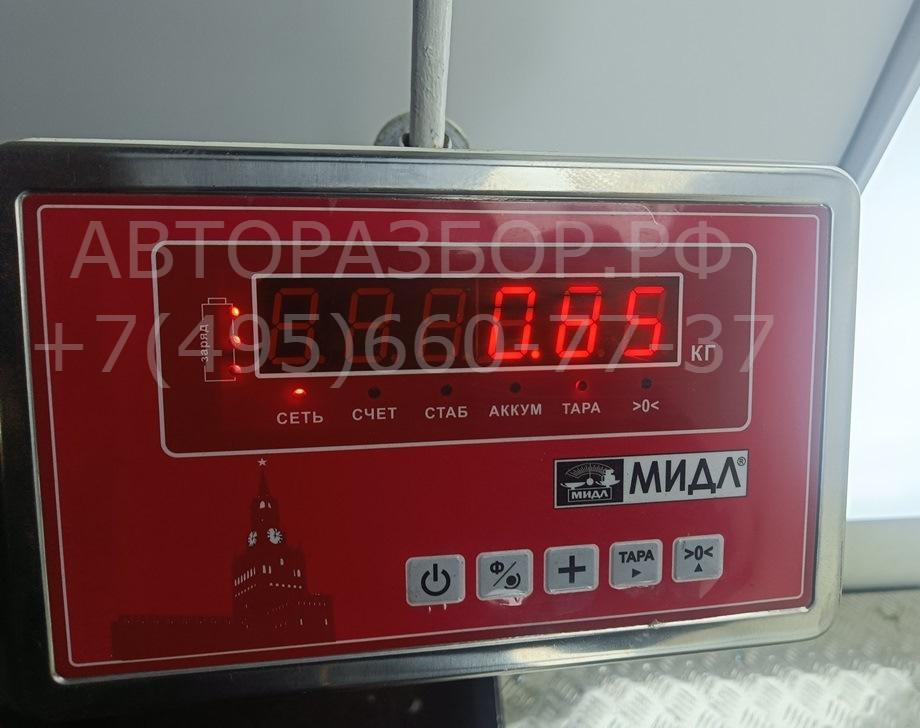 АВТОРАЗБОР.РФ
+7(495)660-77-37
заряд
0.85
КГ
СЕТЬ СЧЕТ СТАБ АККУМ ТАРА >0<
МИДЛ МИДЛ®
Ф/ + ТАРА >0<